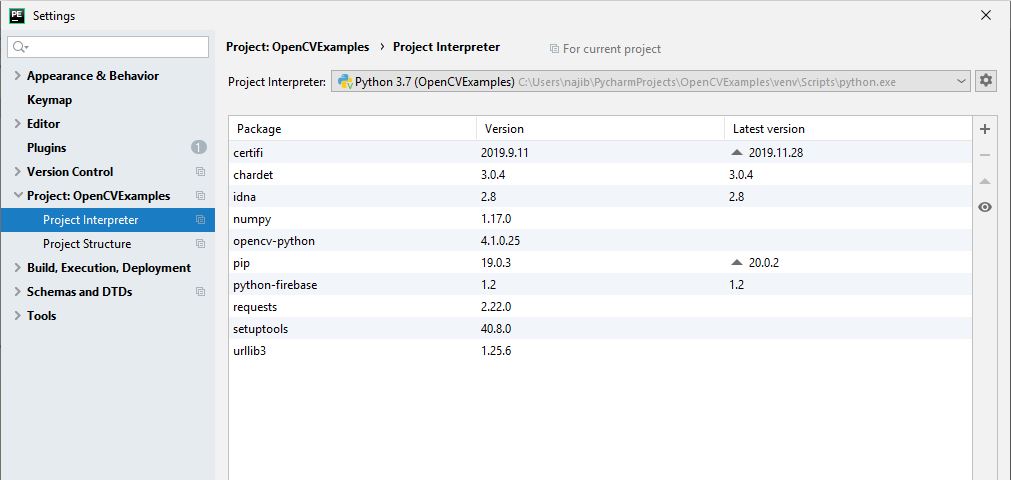 PE Settings
Project: OpenCVExamples › Project Interpreter For current project
Appearance & Behavior
Keymap
Editor
Plugins 1
Version Control
Project: OpenCVExamples
Project Interpreter
Project Structure
Build, Execution, Deployment
Schemas and DTDs
Tools
Project Interpreter: Python 3.7 (OpenCVExamples) C:\Users\najib\PycharmProjects\OpenCVExamples\venv\Scripts\python.exe
Package Version Latest version
certifi 2019.9.11 2019.11.28
chardet 3.0.4 3.0.4
idna 2.8 2.8
numpy 1.17.0
opencv-python 4.1.0.25
pip 19.0.3 20.0.2
python-firebase 1.2 1.2
requests 2.22.0
setuptools 40.8.0
urllib3 1.25.6